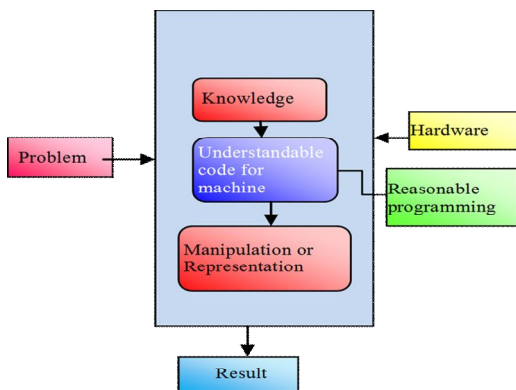 Knowledge
Problem
Understandable
code for
machine
Hardware
Reasonable
programming
Manipulation or
Representation
Result